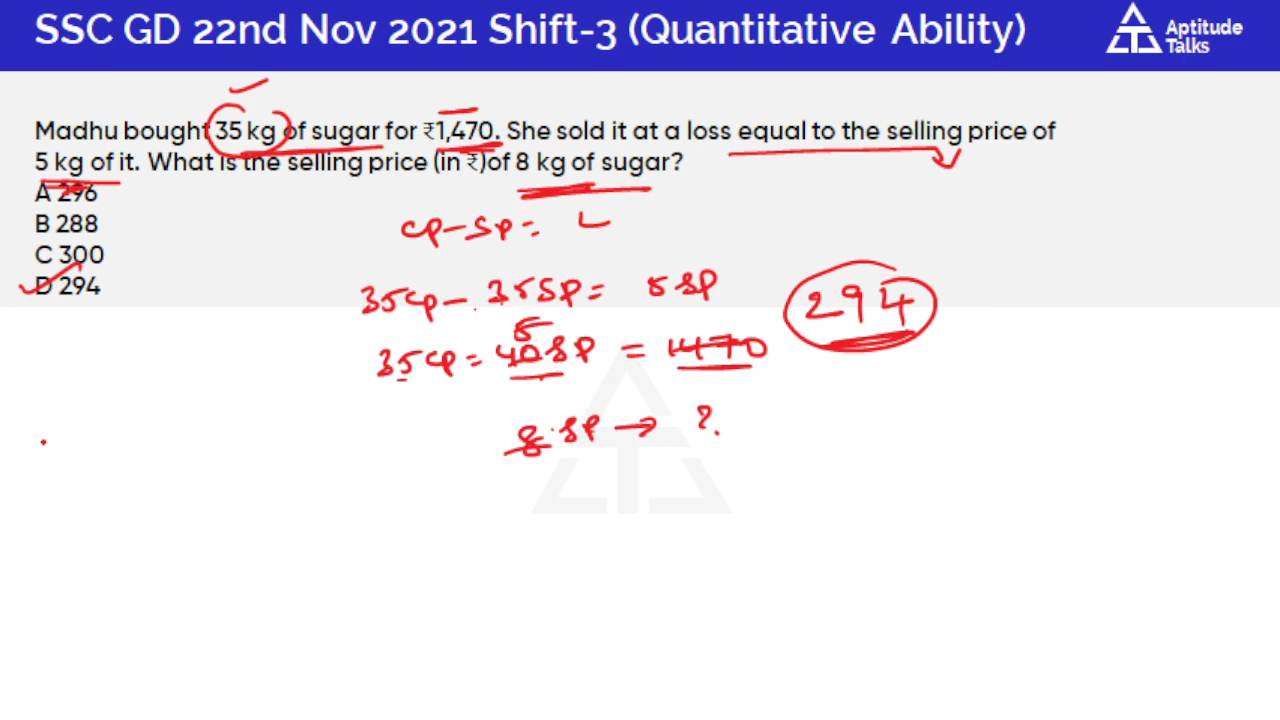 SSC GD 22nd Nov 2021 Shift-3 (Quantitative Ability)
Aptitude
Talks
Madhu bought 35 kg of sugar for ₹1,470. She sold it at a loss equal to the selling price of
5 kg of it. What is the selling price (in ₹)of 8 kg of sugar?
A 296
B 288
C 300
D 294
CP-SP= L
35CP- 35SP= 5SP
294
5
35CP= 40SP = 1470
8 SP → ?